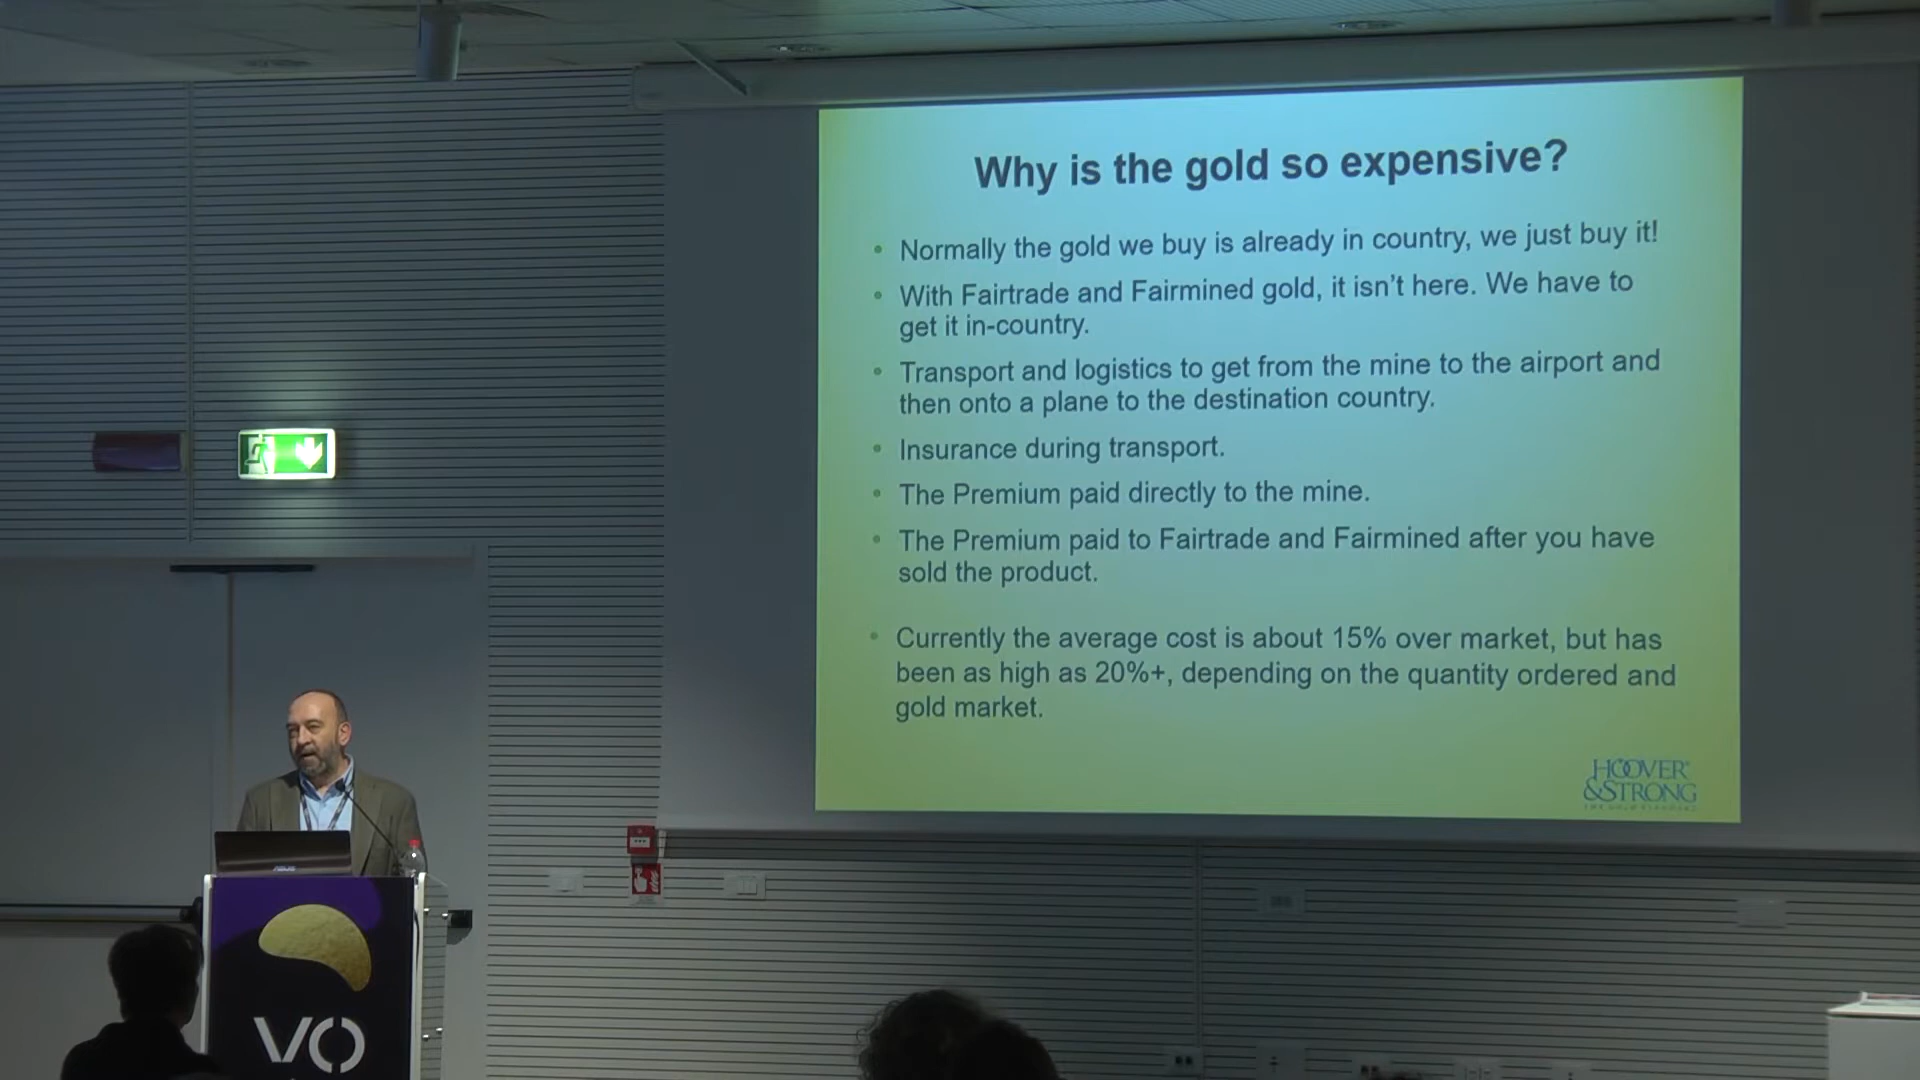 Why is the gold so expensive?
• Normally the gold we buy is already in country, we just buy it!
• With Fairtrade and Fairmined gold, it isn't here. We have to
get it in-country.
• Transport and logistics to get from the mine to the airport and
then onto a plane to the destination country.
• Insurance during transport.
• The Premium paid directly to the mine.
• The Premium paid to Fairtrade and Fairmined after you have
sold the product.
• Currently the average cost is about 15% over market, but has
been as high as 20%+, depending on the quantity ordered and
gold market.
HOOVER
&STRONG
ASUS
VO